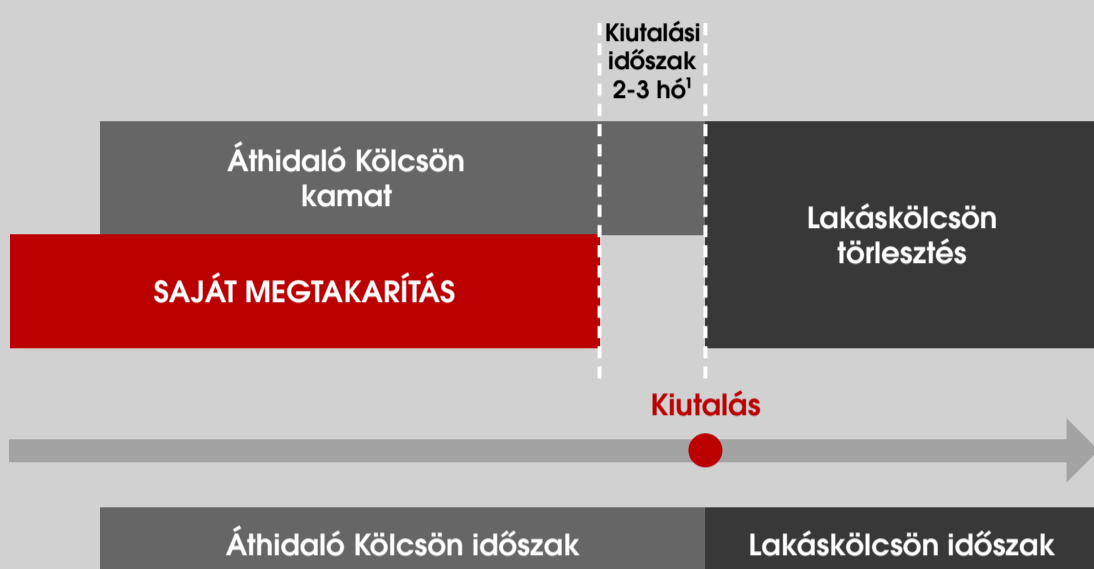 Kiutalási
időszak
2-3 hó¹
Áthidaló Kölcsön
kamat
Lakáskölcsön
törlesztés
SAJÁT MEGTAKARÍTÁS
Kiutalás
Áthidaló Kölcsön időszak
Lakáskölcsön időszak